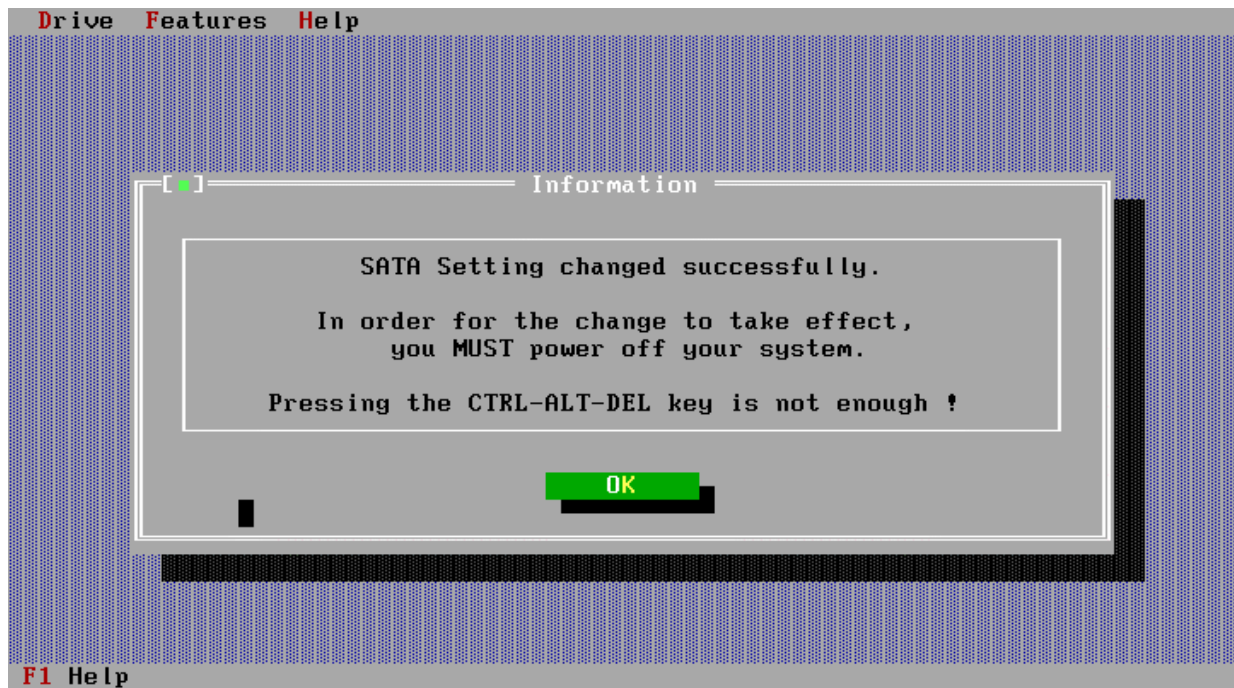 Drive Features Help
Information
SATA Setting changed successfully.
In order for the change to take effect,
you MUST power off your system.
Pressing the CTRL-ALT-DEL key is not enough !
OK
F1 Help